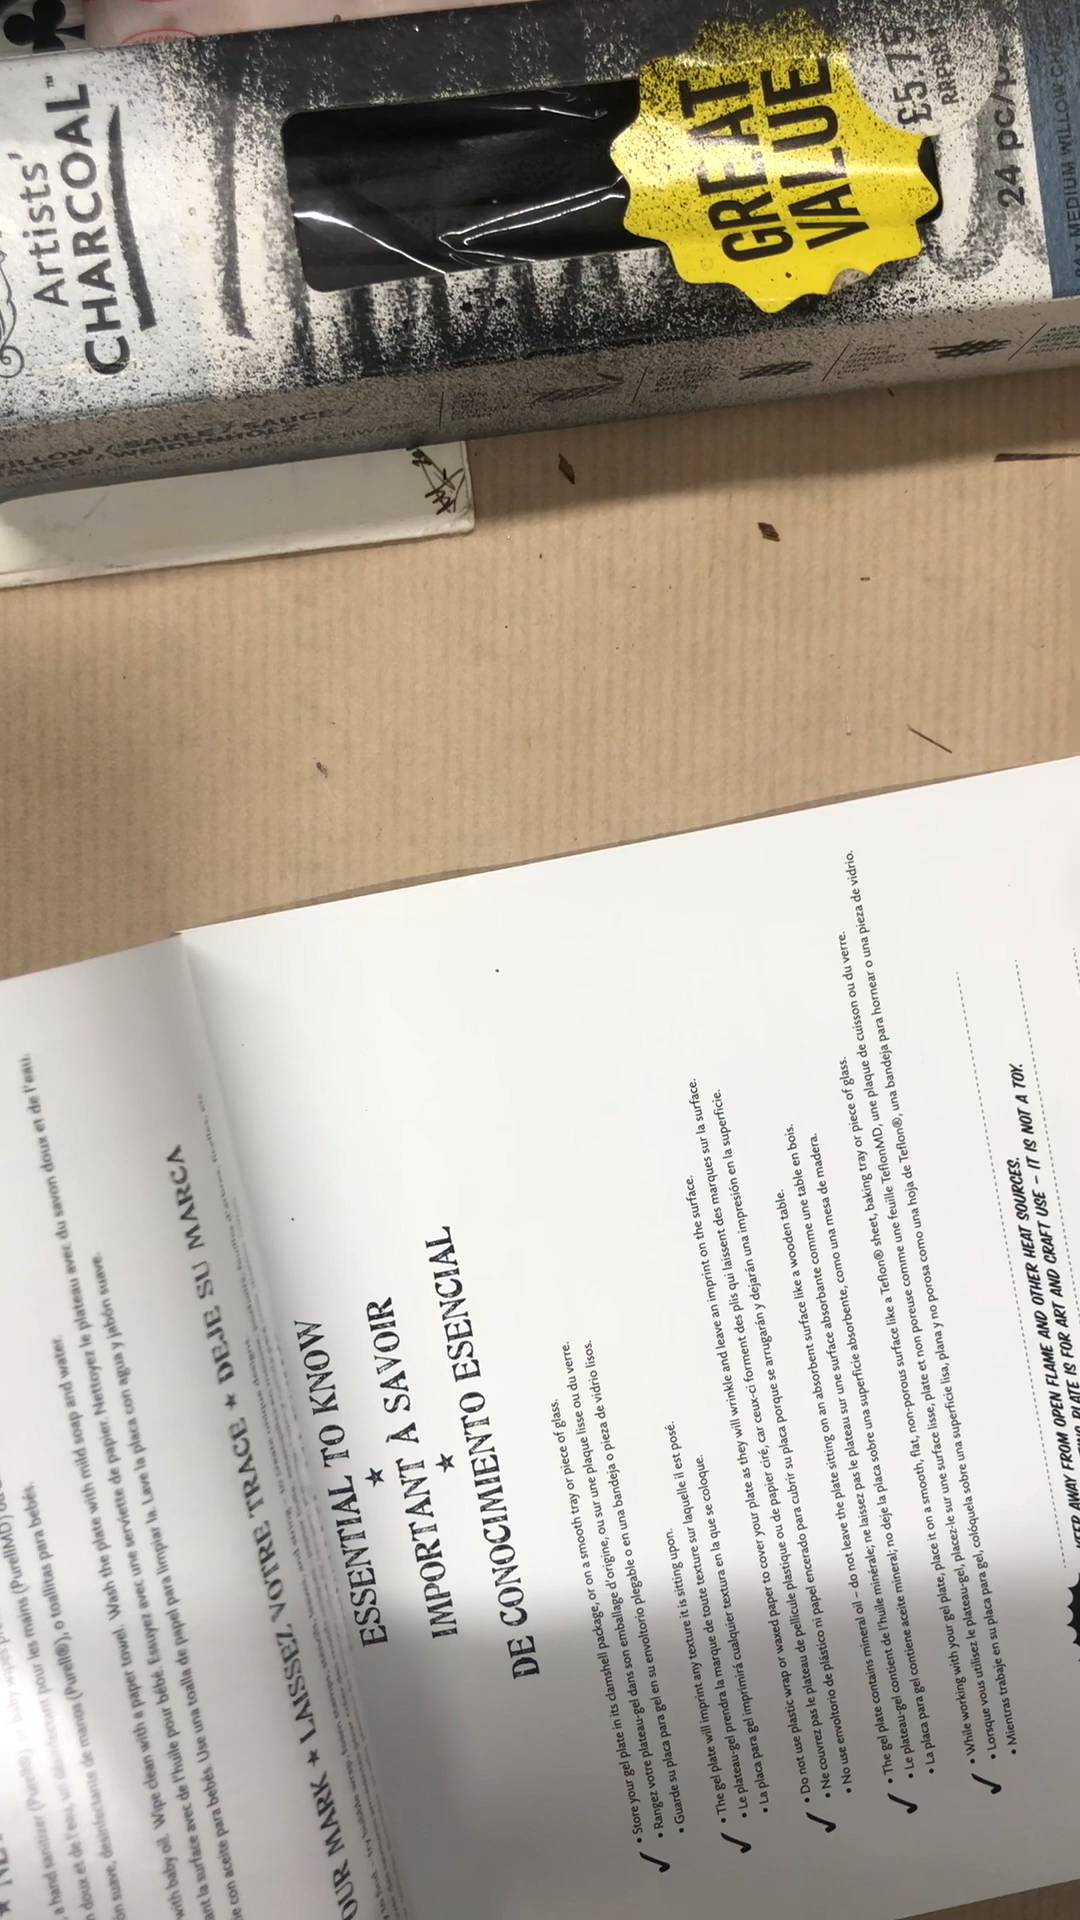 Artists'
CHARCOAL™
GREAT
VALUE
£5.75
24 pc/
MEDIUM WILLOW
/ SAULE / SAUCE /
/ WEIDENHOLZ
a hand sanitizer
pour les mains (PurellMD)
desinfectante de manos (Purell®), o toallitas para bebés.
with baby oil. Wipe clean with a paper towel. Wash the plate with mild soap and water.
la surface avec de l'huile pour bébé. Essuyez avec une serviette de papier. Nettoyez le plateau avec du savon doux et de l'eau.
con aceite para bebés. Use una toalla de papel para limpiar la. Lave la placa con agua y jabón suave.
OUR MARK ★ LAISSEZ VOTRE TRACE ★ DEJE SU MARCA
ESSENTIAL TO KNOW
★
IMPORTANT À SAVOIR
★
DE CONOCIMIENTO ESENCIAL
✓ • Store your gel plate in its clamshell package, or on a smooth tray or piece of glass.
• Rangez votre plateau-gel dans son emballage d'origine, ou sur une plaque lisse ou du verre.
• Guarde su placa para gel en su envoltorio plegable o en una bandeja o pieza de vidrio lisos.
✓ • The gel plate will imprint any texture it is sitting upon.
• Le plateau-gel prendra la marque de toute texture sur laquelle il est posé.
• La placa para gel imprimirá cualquier textura en la que se coloque.
✓ • Do not use plastic wrap or waxed paper to cover your plate as they will wrinkle and leave an imprint on the surface.
• Ne couvrez pas le plateau de pellicule plastique ou de papier ciré, car ceux-ci forment des plis qui laissent des marques sur la surface.
• No use envoltorio de plástico ni papel encerado para cubrir su placa porque se arrugarán y dejarán una impresión en la superficie.
✓ • The gel plate contains mineral oil – do not leave the plate sitting on an absorbent surface like a wooden table.
• Le plateau-gel contient de l'huile minérale; ne laissez pas le plateau sur une surface absorbante comme une table en bois.
• La placa para gel contiene aceite mineral; no deje la placa sobre una superficie absorbente, como una mesa de madera.
✓ • While working with your gel plate, place it on a smooth, flat, non-porous surface like a Teflon® sheet, baking tray or piece of glass.
• Lorsque vous utilisez le plateau-gel, placez-le sur une surface lisse, plate et non poreuse comme une feuille TeflonMD, une plaque de cuisson ou du verre.
• Mientras trabaje en su placa para gel, colóquela sobre una superficie lisa, plana y no porosa como una hoja de Teflon®, una bandeja para hornear o una pieza de vidrio.
KEEP AWAY FROM OPEN FLAME AND OTHER HEAT SOURCES.
PLATE IS FOR ART AND CRAFT USE – IT IS NOT A TOY.